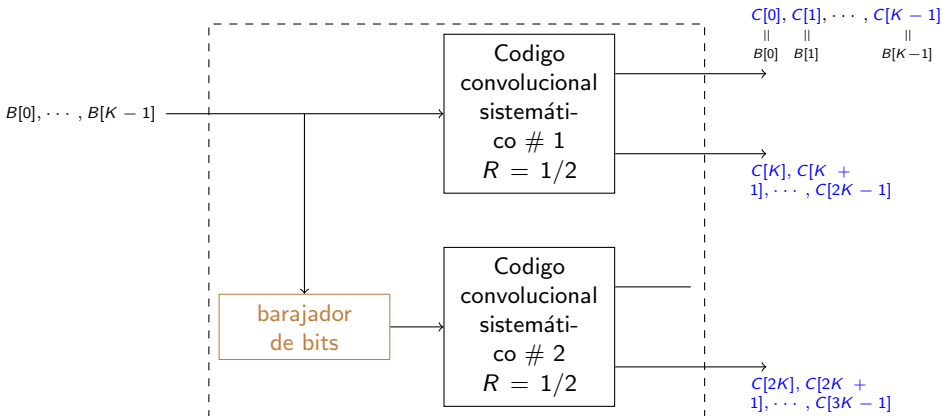 C[0], C[1], ··· , C[K − 1]
= = =
B[0] B[1] B[K−1]
B[0], ··· , B[K − 1]
Codigo
convolucional
sistemáti-
co # 1
R = 1/2
C[K], C[K +
1], ··· , C[2K − 1]
barajador
de bits
Codigo
convolucional
sistemáti-
co # 2
R = 1/2
C[2K], C[2K +
1], ··· , C[3K − 1]